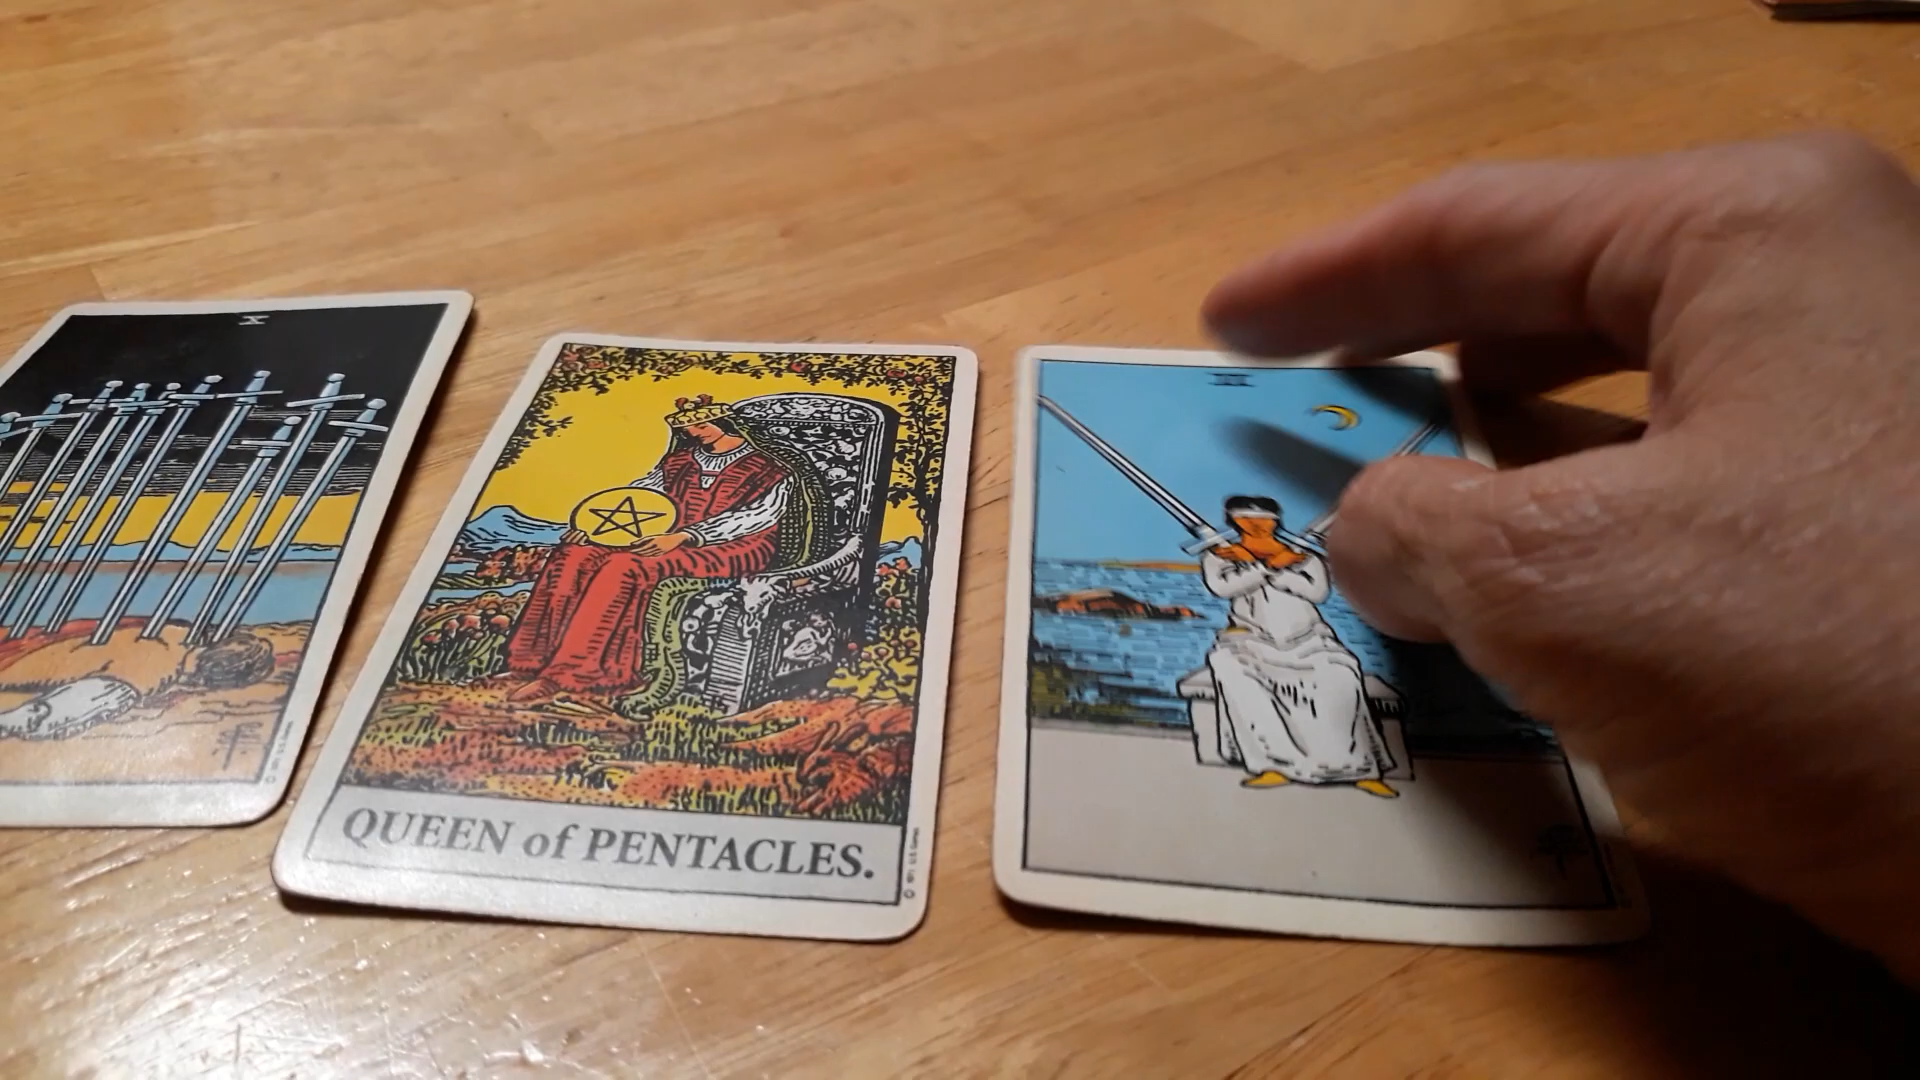 X
QUEEN of PENTACLES.
II